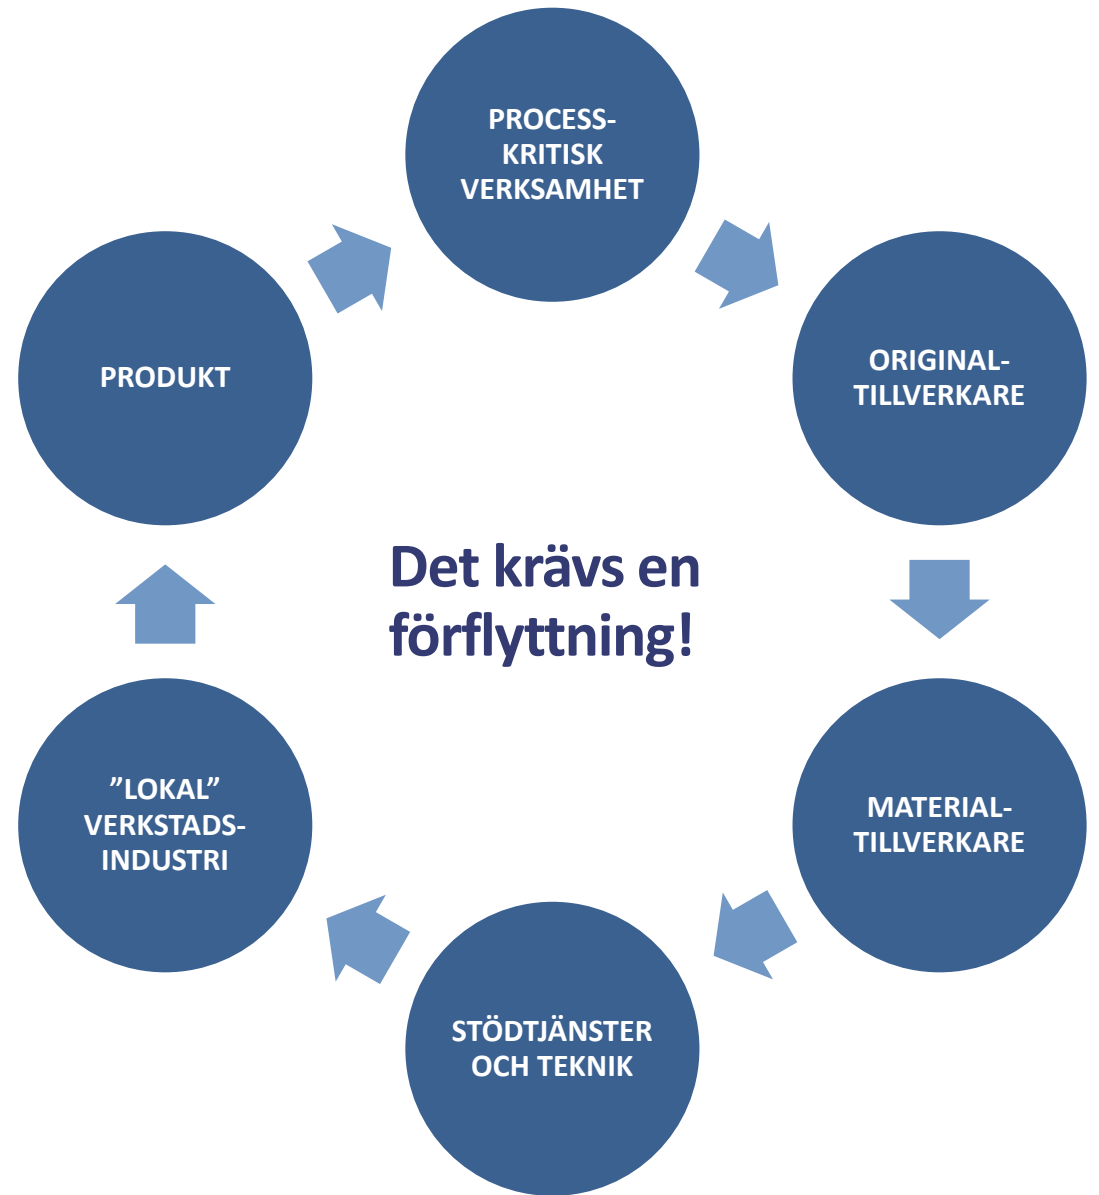 PROCESS-
KRITISK
VERKSAMHET
ORIGINAL-
TILLVERKARE
MATERIAL-
TILLVERKARE
STÖDTJÄNSTER
OCH TEKNIK
”LOKAL”
VERKSTADS-
INDUSTRI
PRODUKT
Det krävs en
förflyttning!